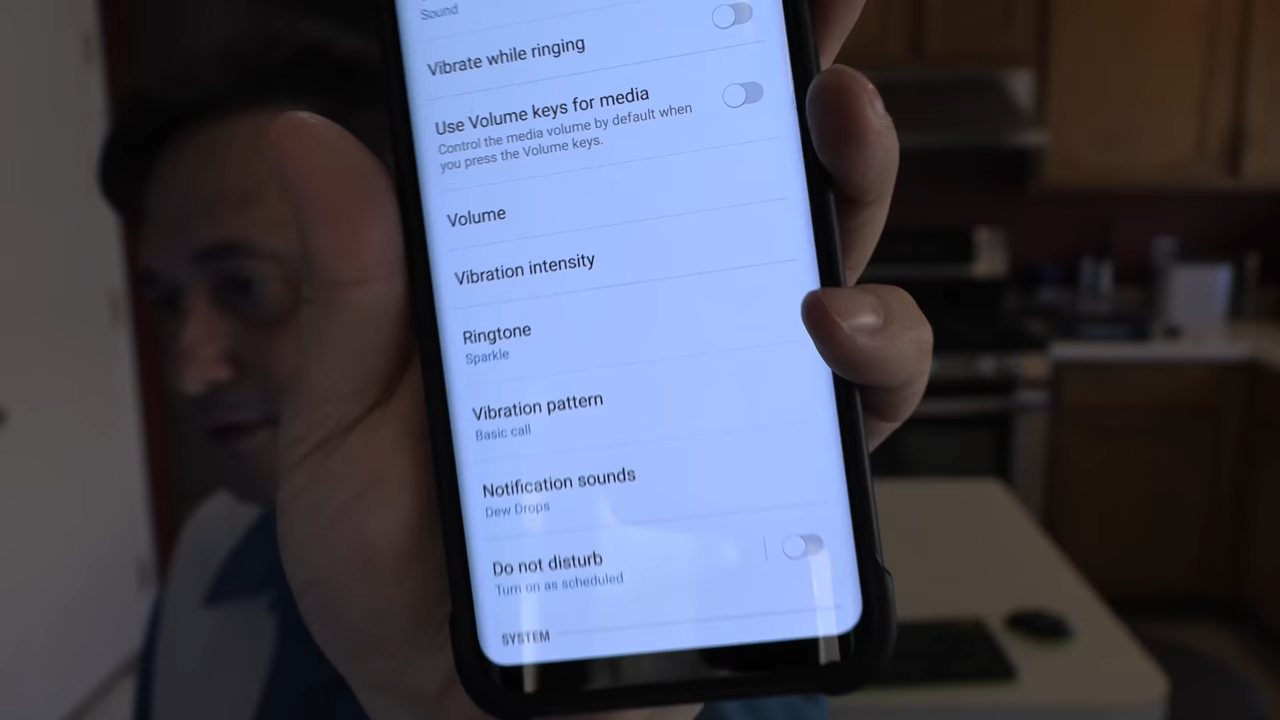 Sound
Vibrate while ringing
Use Volume keys for media
Control the media volume by default when
you press the Volume keys.
Volume
Vibration intensity
Ringtone
Sparkle
Vibration pattern
Basic call
Notification sounds
Dew Drops
Do not disturb
Turn on as scheduled
SYSTEM